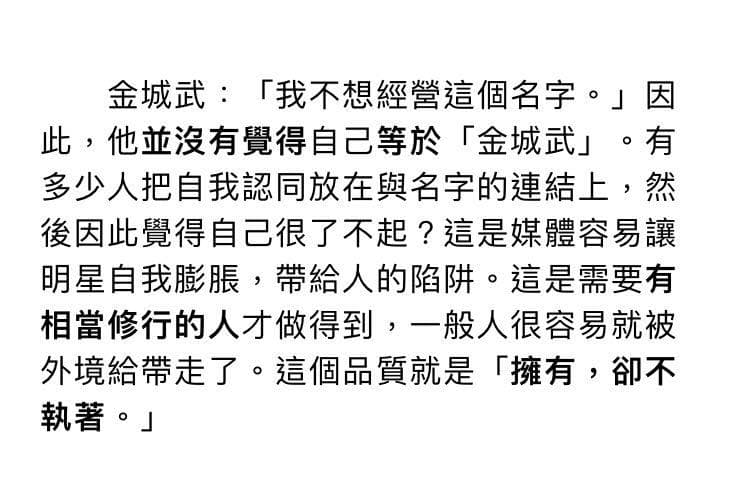 金城武：「我不想經營這個名字。」因
此，他並沒有覺得自己等於「金城武」。有
多少人把自我認同放在與名字的連結上，然
後因此覺得自己很了不起？這是媒體容易讓
明星自我膨脹，帶給人的陷阱。這是需要有
相當修行的人才做得到，一般人很容易就被
外境給帶走了。這個品質就是「擁有，卻不
執著。」